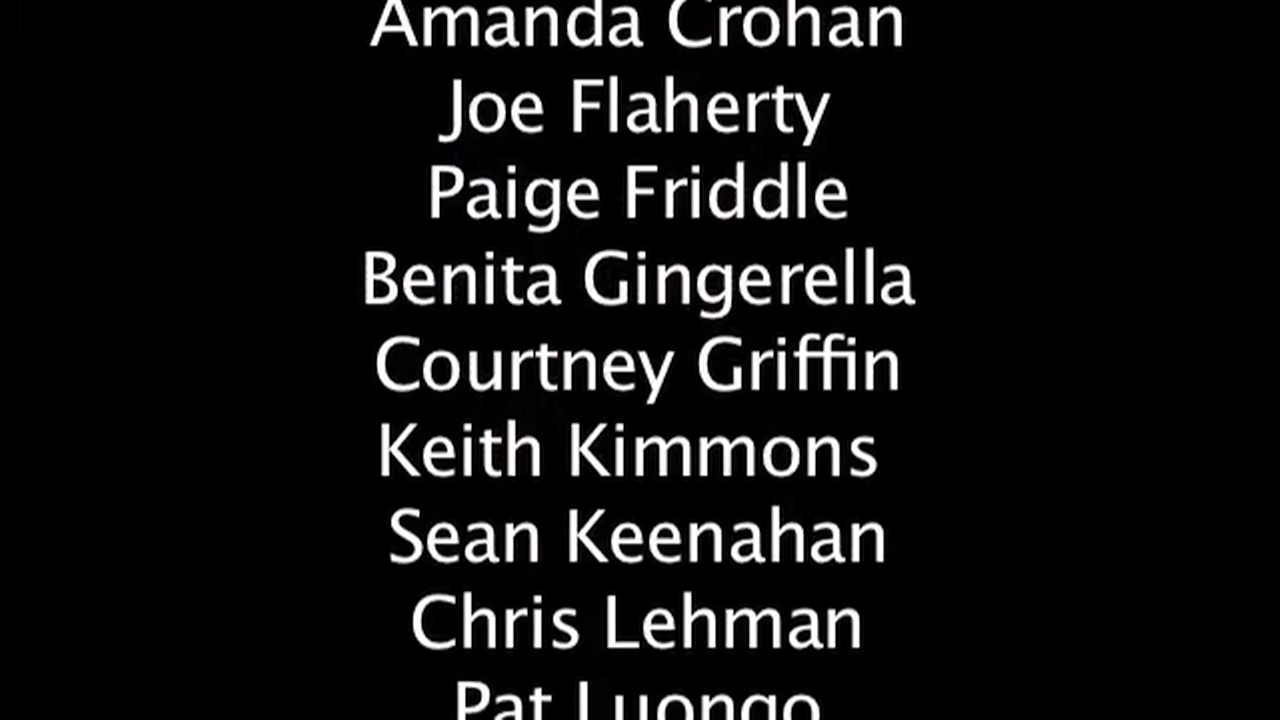 Amanda Crohan
Joe Flaherty
Paige Friddle
Benita Gingerella
Courtney Griffin
Keith Kimmons
Sean Keenahan
Chris Lehman
Pat Luongo